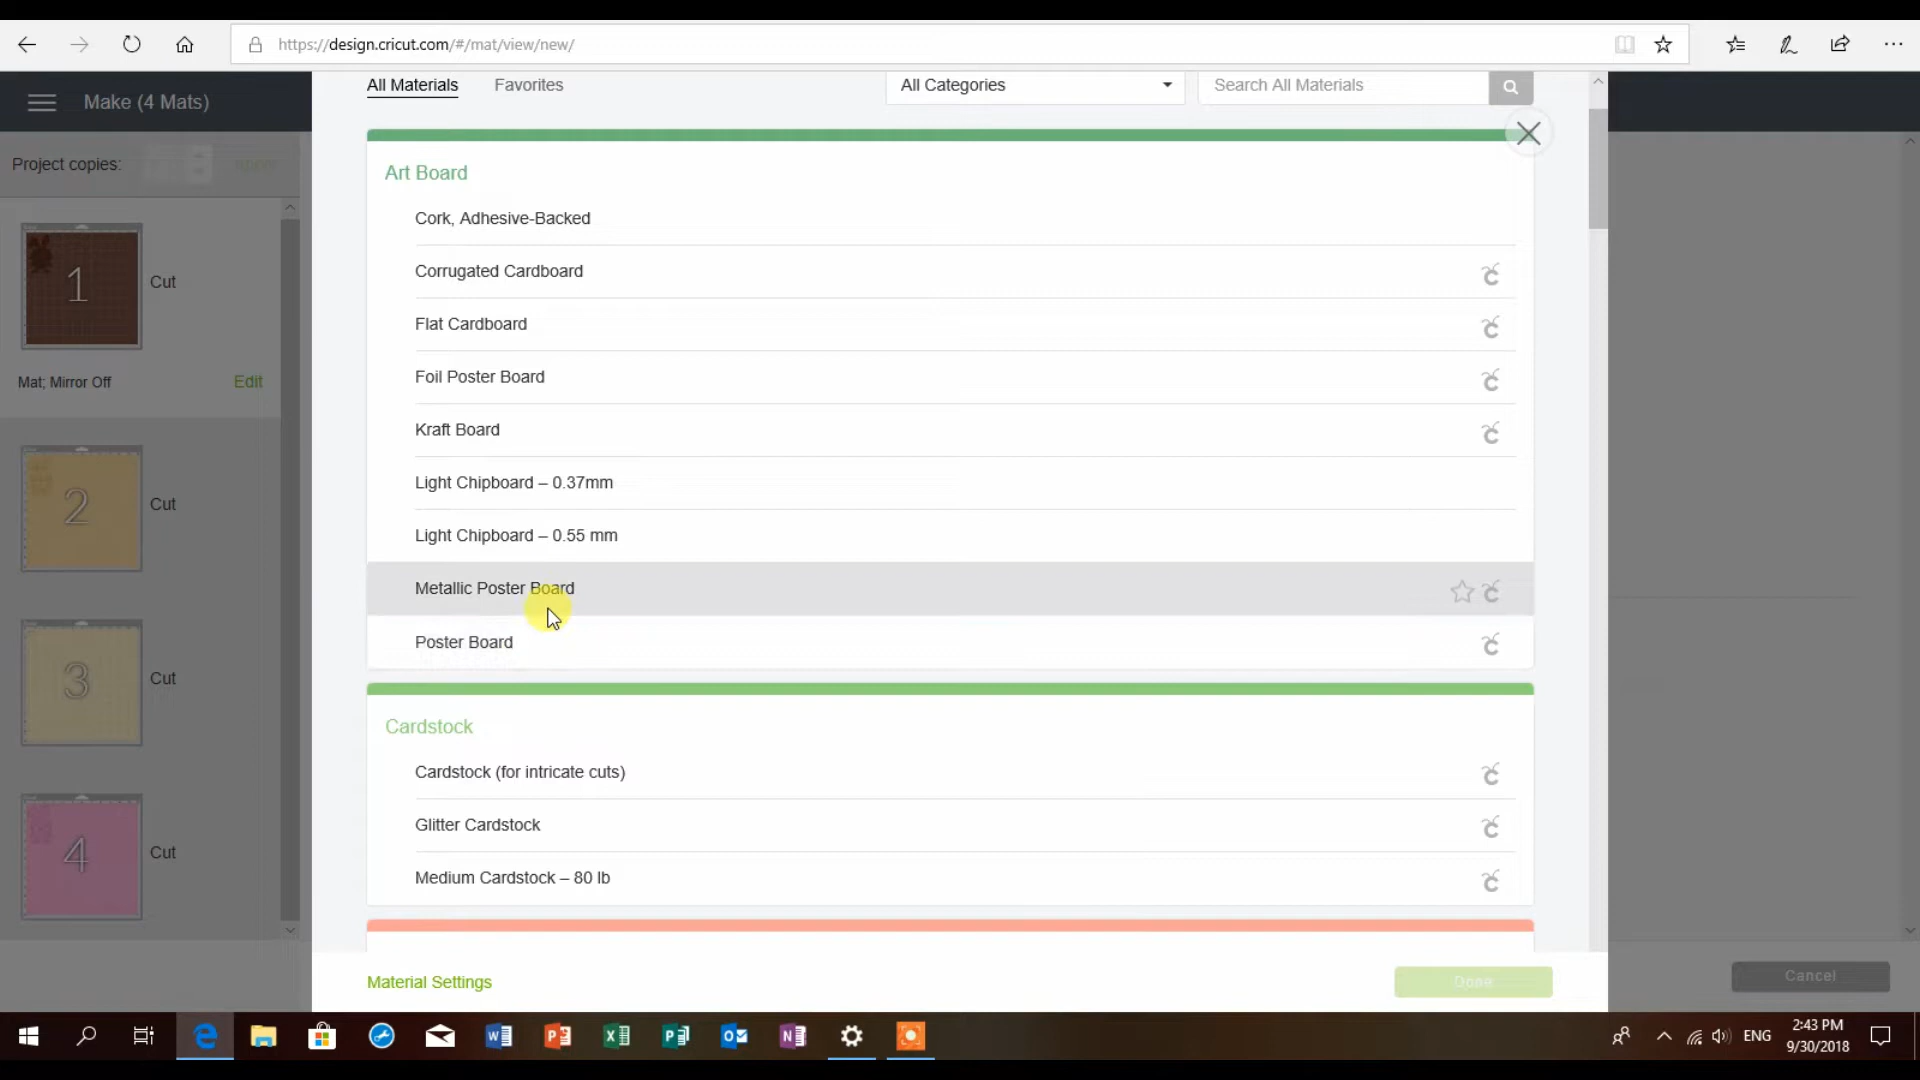 https://design.cricut.com/#/mat/view/new/
Make (4 Mats)
All Materials
Favorites
All Categories
Search All Materials
Project copies:
Art Board
Cork, Adhesive-Backed
Corrugated Cardboard
Flat Cardboard
Foil Poster Board
Kraft Board
Light Chipboard – 0.37mm
Light Chipboard – 0.55 mm
Metallic Poster Board
Poster Board
Cardstock
Cardstock (for intricate cuts)
Glitter Cardstock
Medium Cardstock – 80 lb
1
Cut
Mat; Mirror Off
Edit
2
Cut
3
Cut
4
Cut
Material Settings
Done
Cancel
ENG
2:43 PM
9/30/2018